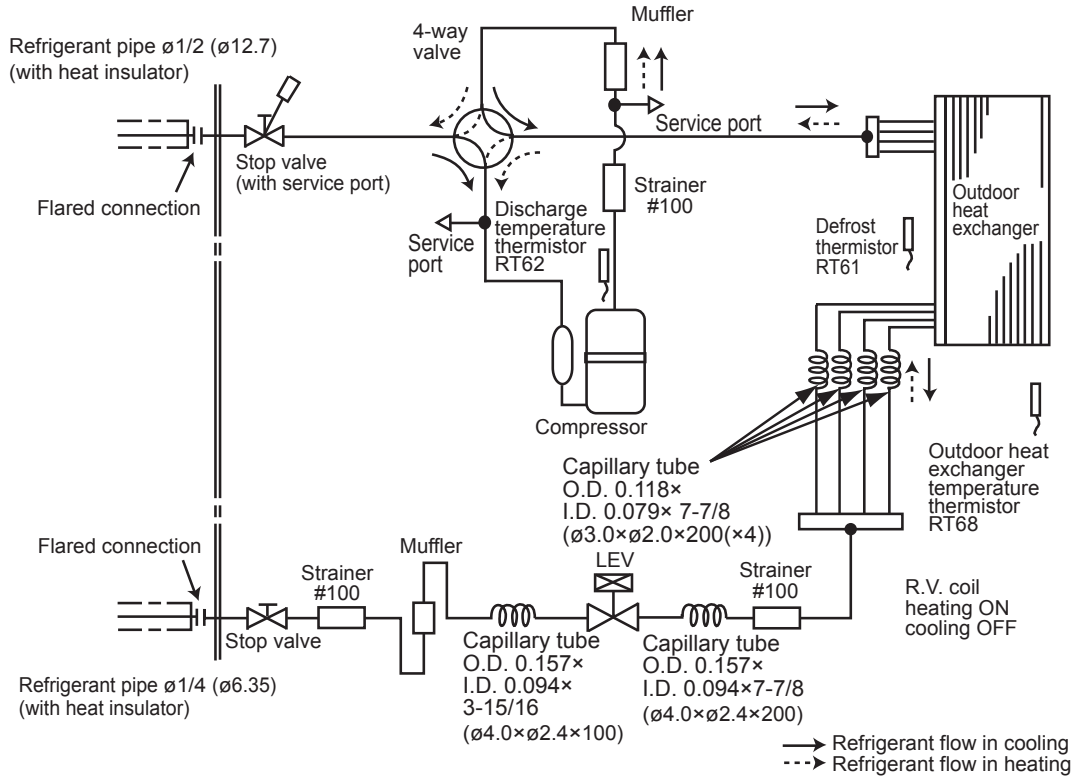 Muffler
4-way
valve
Refrigerant pipe ø1/2 (ø12.7)
(with heat insulator)
Service port
Stop valve
(with service port)
Flared connection
Strainer
#100
Outdoor
heat
exchanger
Discharge
temperature
thermistor
RT62
Service
port
Defrost
thermistor
RT61
Compressor
Capillary tube
O.D. 0.118×
I.D. 0.079× 7-7/8
(ø3.0×ø2.0×200(×4))
Outdoor heat
exchanger
temperature
thermistor
RT68
Flared connection
Muffler
LEV
Strainer
#100
Strainer
#100
R.V. coil
heating ON
cooling OFF
Stop valve
Capillary tube
O.D. 0.157×
I.D. 0.094×
3-15/16
(ø4.0×ø2.4×100)
Capillary tube
O.D. 0.157×
I.D. 0.094×7-7/8
(ø4.0×ø2.4×200)
Refrigerant pipe ø1/4 (ø6.35)
(with heat insulator)
Refrigerant flow in cooling
Refrigerant flow in heating